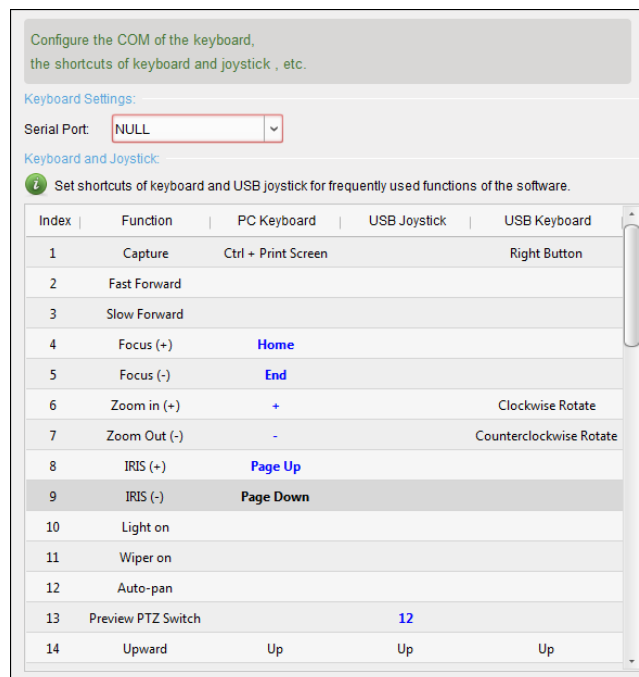 Configure the COM of the keyboard,
the shortcuts of keyboard and joystick , etc.
Keyboard Settings:
Serial Port: NULL
Keyboard and Joystick:
i Set shortcuts of keyboard and USB joystick for frequently used functions of the software.
Index Function PC Keyboard USB Joystick USB Keyboard
1 Capture Ctrl + Print Screen Right Button
2 Fast Forward
3 Slow Forward
4 Focus (+) Home
5 Focus (-) End
6 Zoom in (+) + Clockwise Rotate
7 Zoom Out (-) - Counterclockwise Rotate
8 IRIS (+) Page Up
9 IRIS (-) Page Down
10 Light on
11 Wiper on
12 Auto-pan
13 Preview PTZ Switch 12
14 Upward Up Up Up